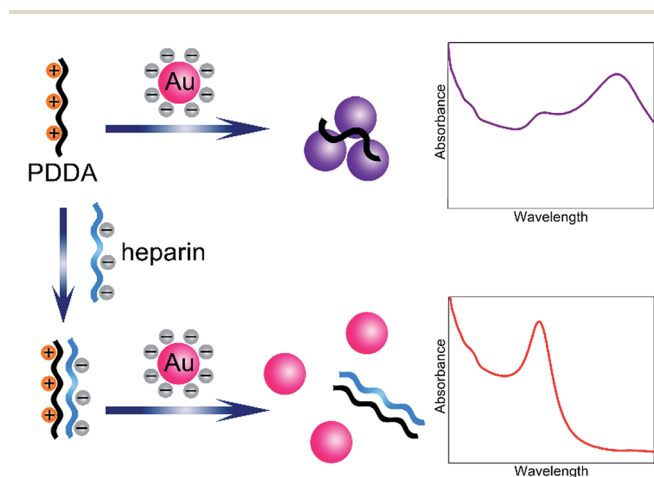 Au
PDDA
Absorbance
Wavelength
heparin
Au
Absorbance
Wavelength